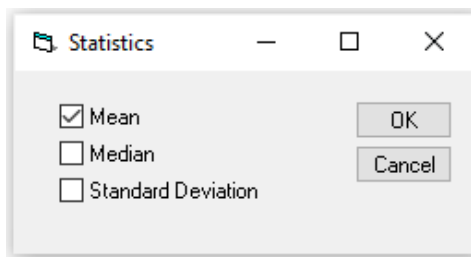 Statistics
Mean
OK
Median
Cancel
Standard Deviation